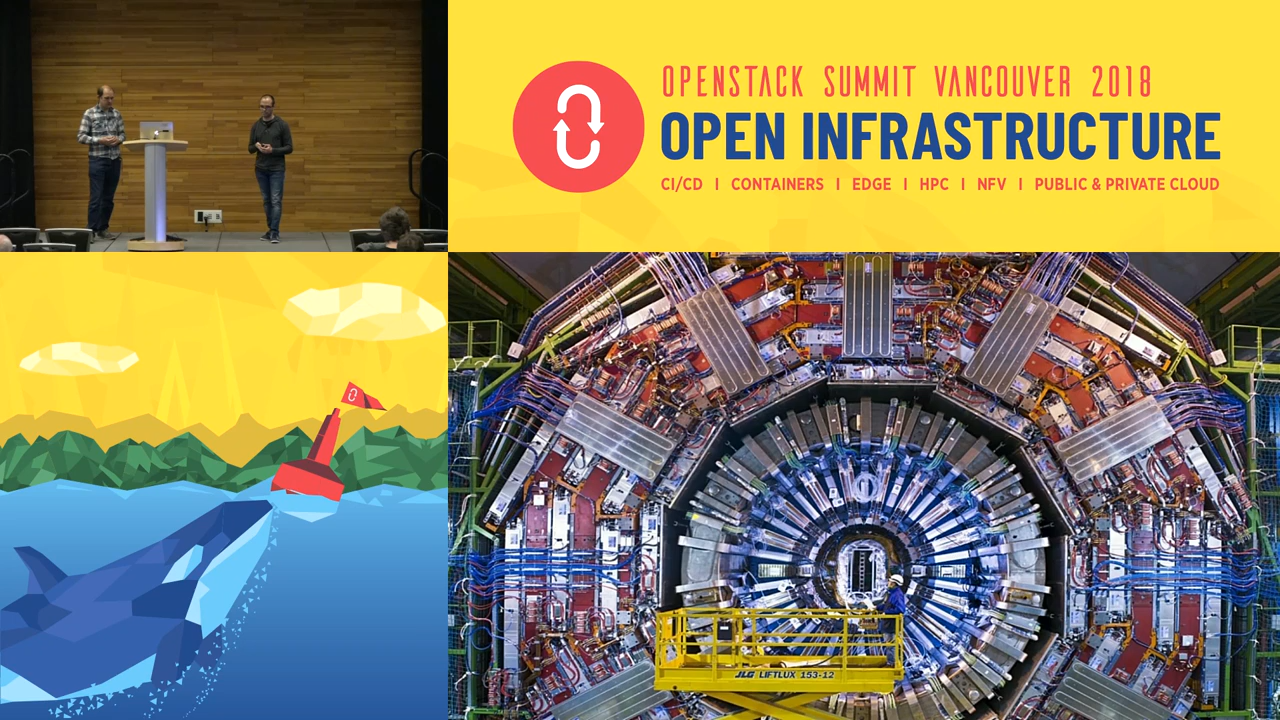 OPENSTACK SUMMIT VANCOUVER 2018
OPEN INFRASTRUCTURE
CI/CD | CONTAINERS | EDGE | HPC | NFV | PUBLIC & PRIVATE CLOUD
JLG LIFTLUX 153-12